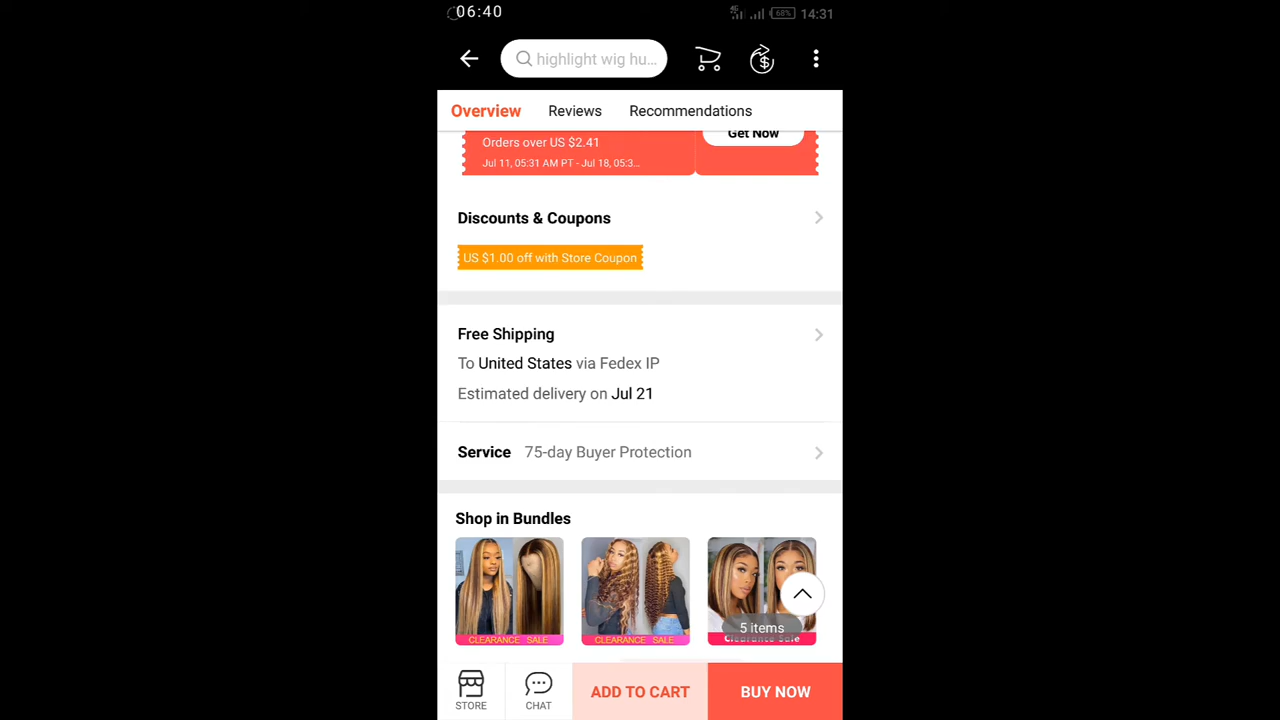 06:40
4G 68% 14:31
highlight wig hu...
Overview Reviews Recommendations
Orders over US $2.41
Get Now
Jul 11, 05:31 AM PT - Jul 18, 05:3...
Discounts & Coupons
US $1.00 off with Store Coupon
Free Shipping
To United States via Fedex IP
Estimated delivery on Jul 21
Service 75-day Buyer Protection
Shop in Bundles
CLEARANCE SALE
CLEARANCE SALE
5 items
Clearance Sale
STORE
CHAT
ADD TO CART
BUY NOW